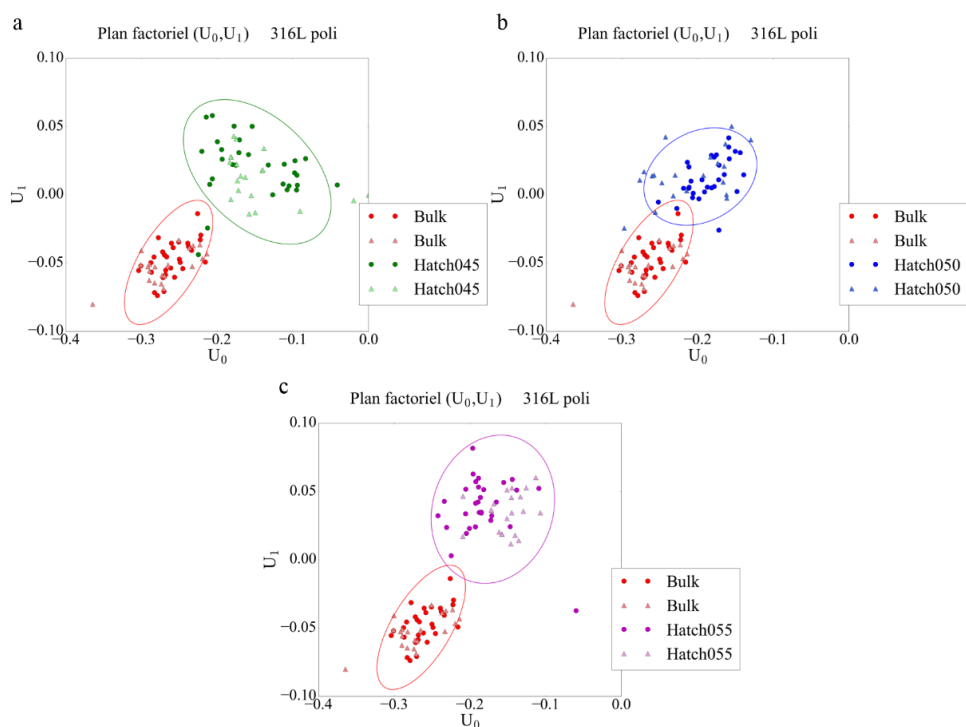 a
Plan factoriel (U₀,U₁) 316L poli
0.10
0.05
0.00
−0.05
−0.10
U₁
−0.4
−0.3
−0.2
−0.1
0.0
U₀
Bulk
Bulk
Hatch045
Hatch045
b
Plan factoriel (U₀,U₁) 316L poli
0.10
0.05
0.00
−0.05
−0.10
U₁
−0.4
−0.3
−0.2
−0.1
0.0
U₀
Bulk
Bulk
Hatch050
Hatch050
c
Plan factoriel (U₀,U₁) 316L poli
0.10
0.05
0.00
−0.05
−0.10
U₁
−0.4
−0.3
−0.2
−0.1
0.0
U₀
Bulk
Bulk
Hatch055
Hatch055